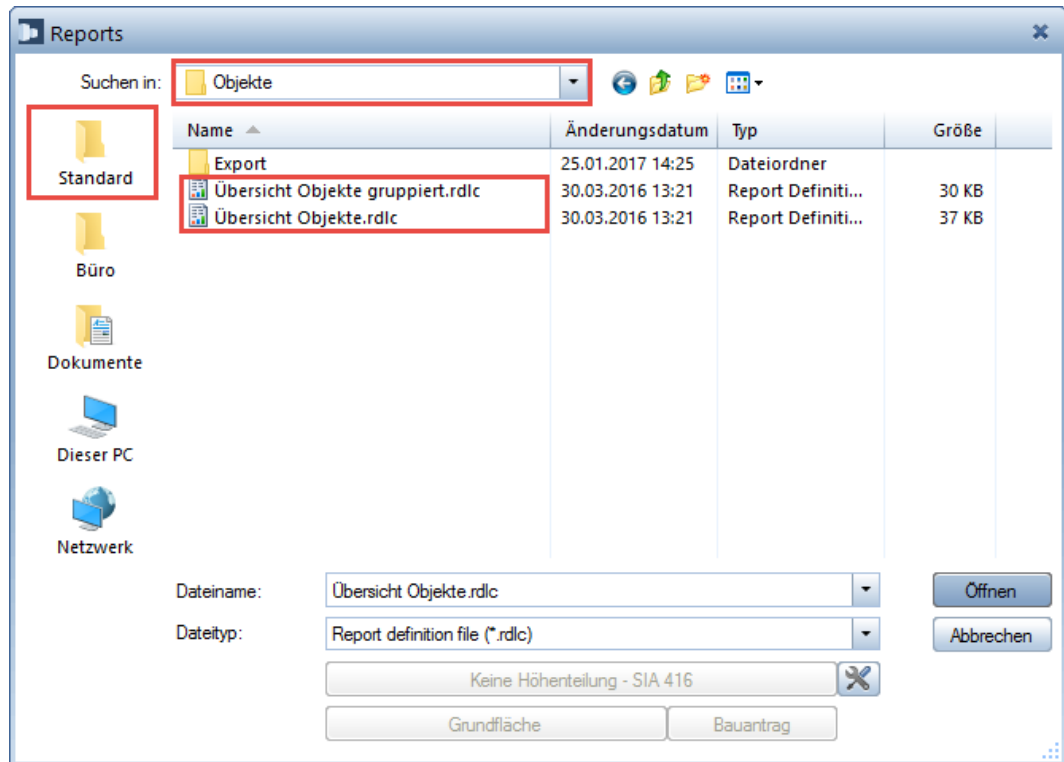 Reports
Suchen in: Objekte
Name Änderungsdatum Typ Größe
Export 25.01.2017 14:25 Dateiordner
Übersicht Objekte gruppiert.rdlc 30.03.2016 13:21 Report Definiti... 30 KB
Übersicht Objekte.rdlc 30.03.2016 13:21 Report Definiti... 37 KB
Standard
Büro
Dokumente
Dieser PC
Netzwerk
Dateiname: Übersicht Objekte.rdlc Öffnen
Dateityp: Report definition file (*.rdlc) Abbrechen
Keine Höhenteilung - SIA 416
Grundfläche Bauantrag